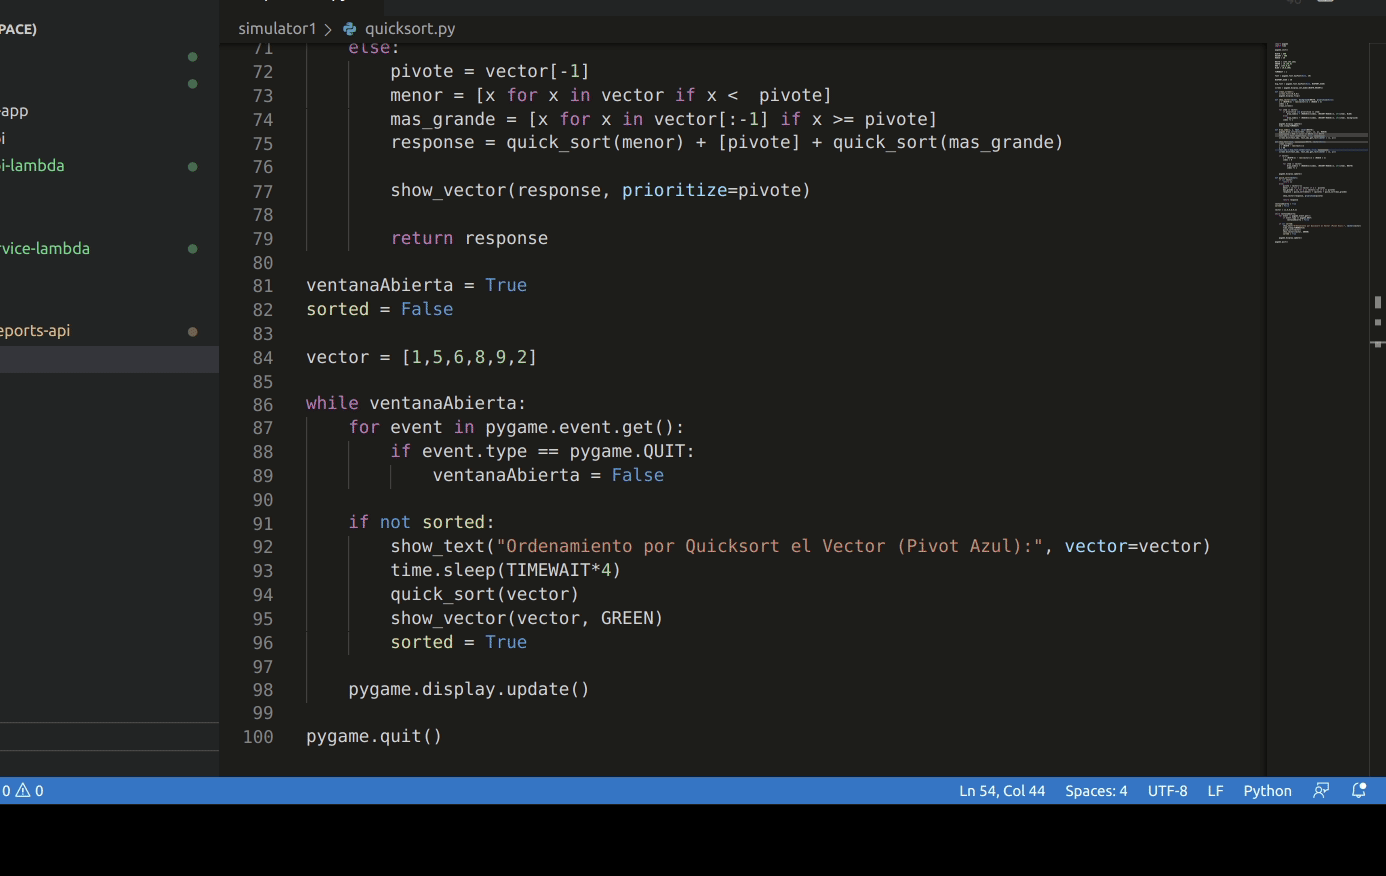 PACE)
-app
i
i-lambda
vice-lambda
eports-api
simulator1 > quicksort.py
71 else:
72 pivote = vector[-1]
73 menor = [x for x in vector if x <  pivote]
74 mas_grande = [x for x in vector[:-1] if x >= pivote]
75 response = quick_sort(menor) + [pivote] + quick_sort(mas_grande)
76
77 show_vector(response, prioritize=pivote)
78
79 return response
80
81 ventanaAbierta = True
82 sorted = False
83
84 vector = [1,5,6,8,9,2]
85
86 while ventanaAbierta:
87 for event in pygame.event.get():
88 if event.type == pygame.QUIT:
89 ventanaAbierta = False
90
91 if not sorted:
92 show_text("Ordenamiento por Quicksort el Vector (Pivot Azul):", vector=vector)
93 time.sleep(TIMEWAIT*4)
94 quick_sort(vector)
95 show_vector(vector, GREEN)
96 sorted = True
97
98 pygame.display.update()
99
100 pygame.quit()
0 0 Ln 54, Col 44 Spaces: 4 UTF-8 LF Python